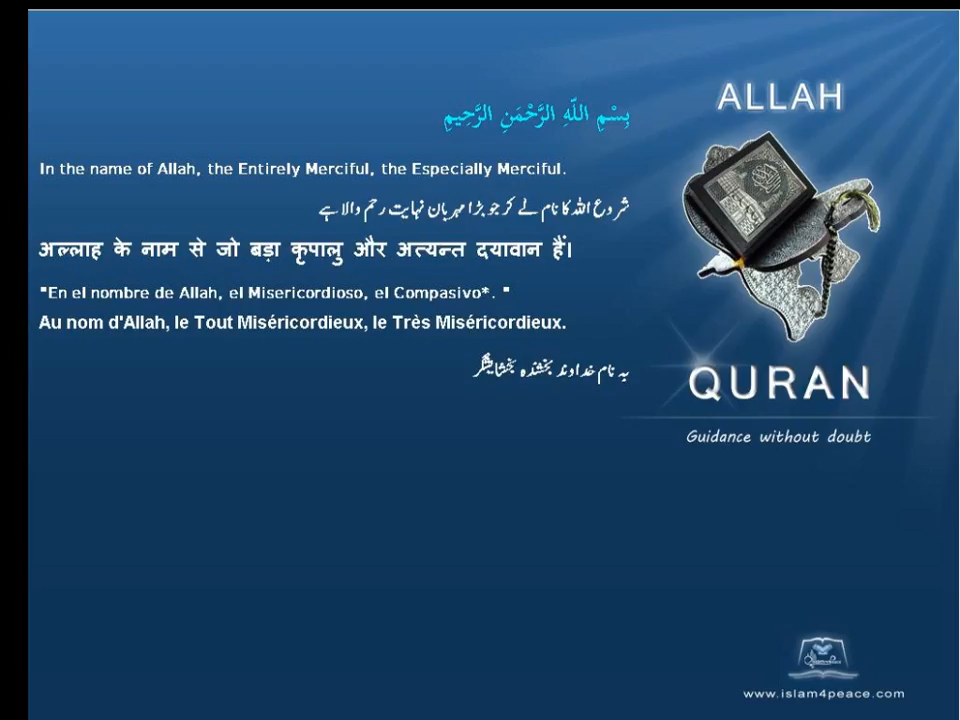 بِسْمِ اللَّهِ الرَّحْمَنِ الرَّحِيمِ
In the name of Allah, the Entirely Merciful, the Especially Merciful.
شروع الله کا نام لے کر جو بڑا مہربان نہایت رحم والا ہے
अल्लाह के नाम से जो बड़ा कृपालु और अत्यन्त दयावान हैं।
"En el nombre de Allah, el Misericordioso, el Compasivo*. "
Au nom d'Allah, le Tout Miséricordieux, le Très Miséricordieux.
به نام خداوند بخشنده بخشایشگر
ALLAH
QURAN
Guidance without doubt
www.islam4peace.com